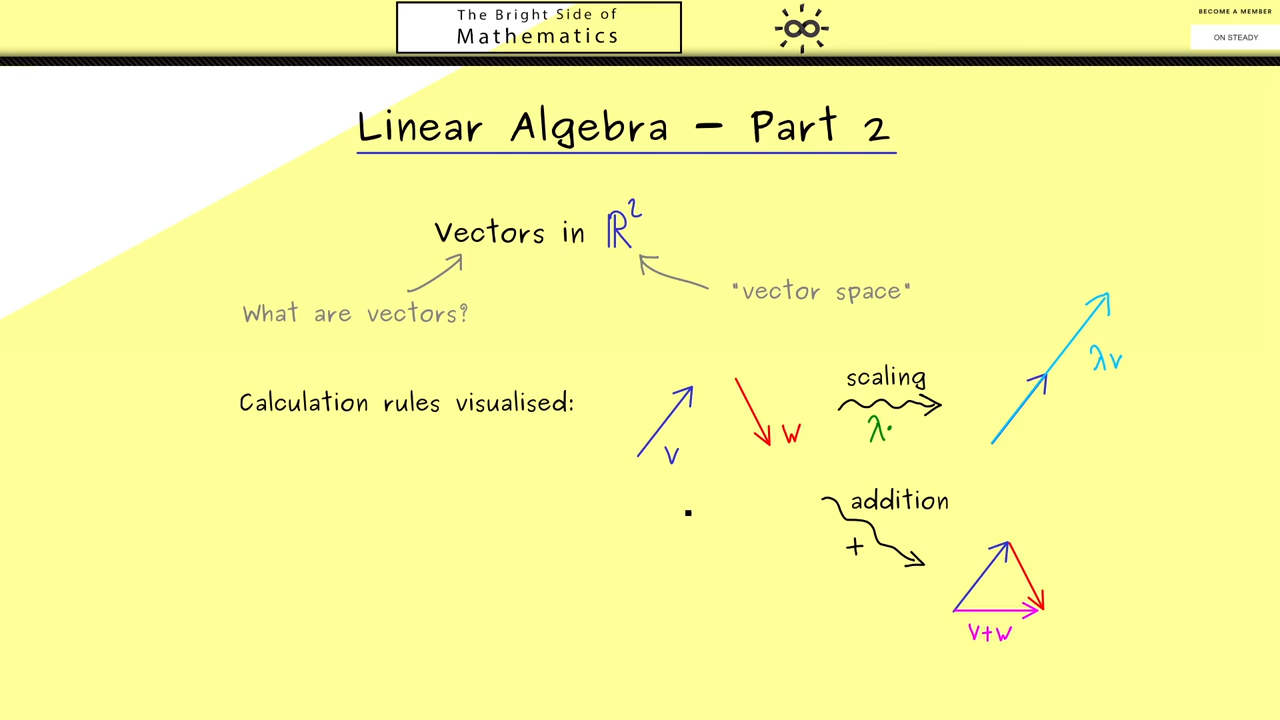 The Bright Side of
Mathematics
BECOME A MEMBER
ON STEADY
Linear Algebra – Part 2
Vectors in ℝ²
What are vectors?
"vector space"
Calculation rules visualised:
v
w
scaling
λ·
λv
addition
+
v+w